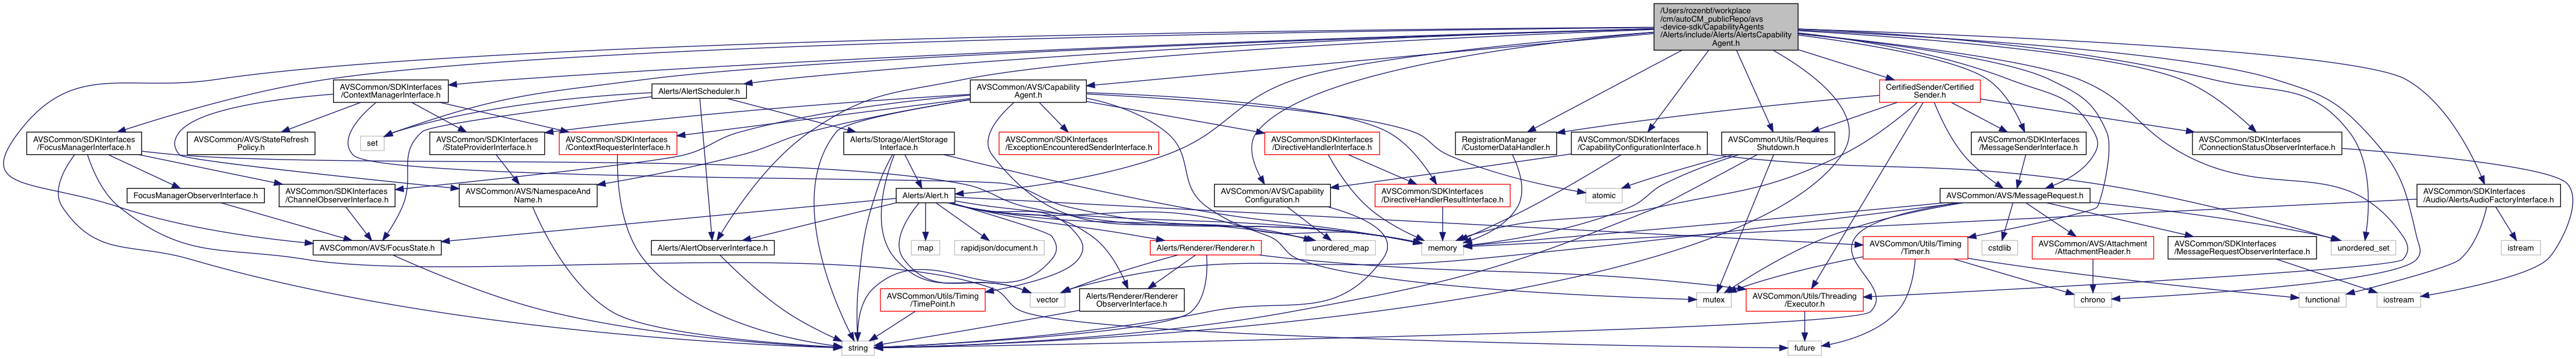 /Users/rozenbf/workplace
/cm/autoCM_publicRepo/avs
-device-sdk/CapabilityAgents
/Alerts/include/Alerts/AlertsCapability
Agent.h
AVSCommon/SDKInterfaces
/ContextManagerInterface.h
Alerts/AlertScheduler.h
AVSCommon/AVS/Capability
Agent.h
CertifiedSender/Certified
Sender.h
AVSCommon/SDKInterfaces
/FocusManagerInterface.h
AVSCommon/AVS/StateRefresh
Policy.h
set
AVSCommon/SDKInterfaces
/StateProviderInterface.h
AVSCommon/SDKInterfaces
/ContextRequesterInterface.h
Alerts/Storage/AlertStorage
Interface.h
AVSCommon/SDKInterfaces
/ExceptionEncounteredSenderInterface.h
AVSCommon/SDKInterfaces
/DirectiveHandlerInterface.h
RegistrationManager
/CustomerDataHandler.h
AVSCommon/SDKInterfaces
/CapabilityConfigurationInterface.h
AVSCommon/Utils/Requires
Shutdown.h
AVSCommon/SDKInterfaces
/MessageSenderInterface.h
AVSCommon/SDKInterfaces
/ConnectionStatusObserverInterface.h
FocusManagerObserverInterface.h
AVSCommon/SDKInterfaces
/ChannelObserverInterface.h
AVSCommon/AVS/NamespaceAnd
Name.h
Alerts/Alert.h
AVSCommon/AVS/Capability
Configuration.h
AVSCommon/SDKInterfaces
/DirectiveHandlerResultInterface.h
atomic
AVSCommon/AVS/MessageRequest.h
AVSCommon/SDKInterfaces
/Audio/AlertsAudioFactoryInterface.h
AVSCommon/AVS/FocusState.h
Alerts/AlertObserverInterface.h
map
rapidjson/document.h
Alerts/Renderer/Renderer.h
unordered_map
memory
AVSCommon/Utils/Timing
/Timer.h
cstdlib
AVSCommon/AVS/Attachment
/AttachmentReader.h
AVSCommon/SDKInterfaces
/MessageRequestObserverInterface.h
unordered_set
istream
AVSCommon/Utils/Timing
/TimePoint.h
vector
Alerts/Renderer/Renderer
ObserverInterface.h
mutex
AVSCommon/Utils/Threading
/Executor.h
chrono
functional
iostream
string
future